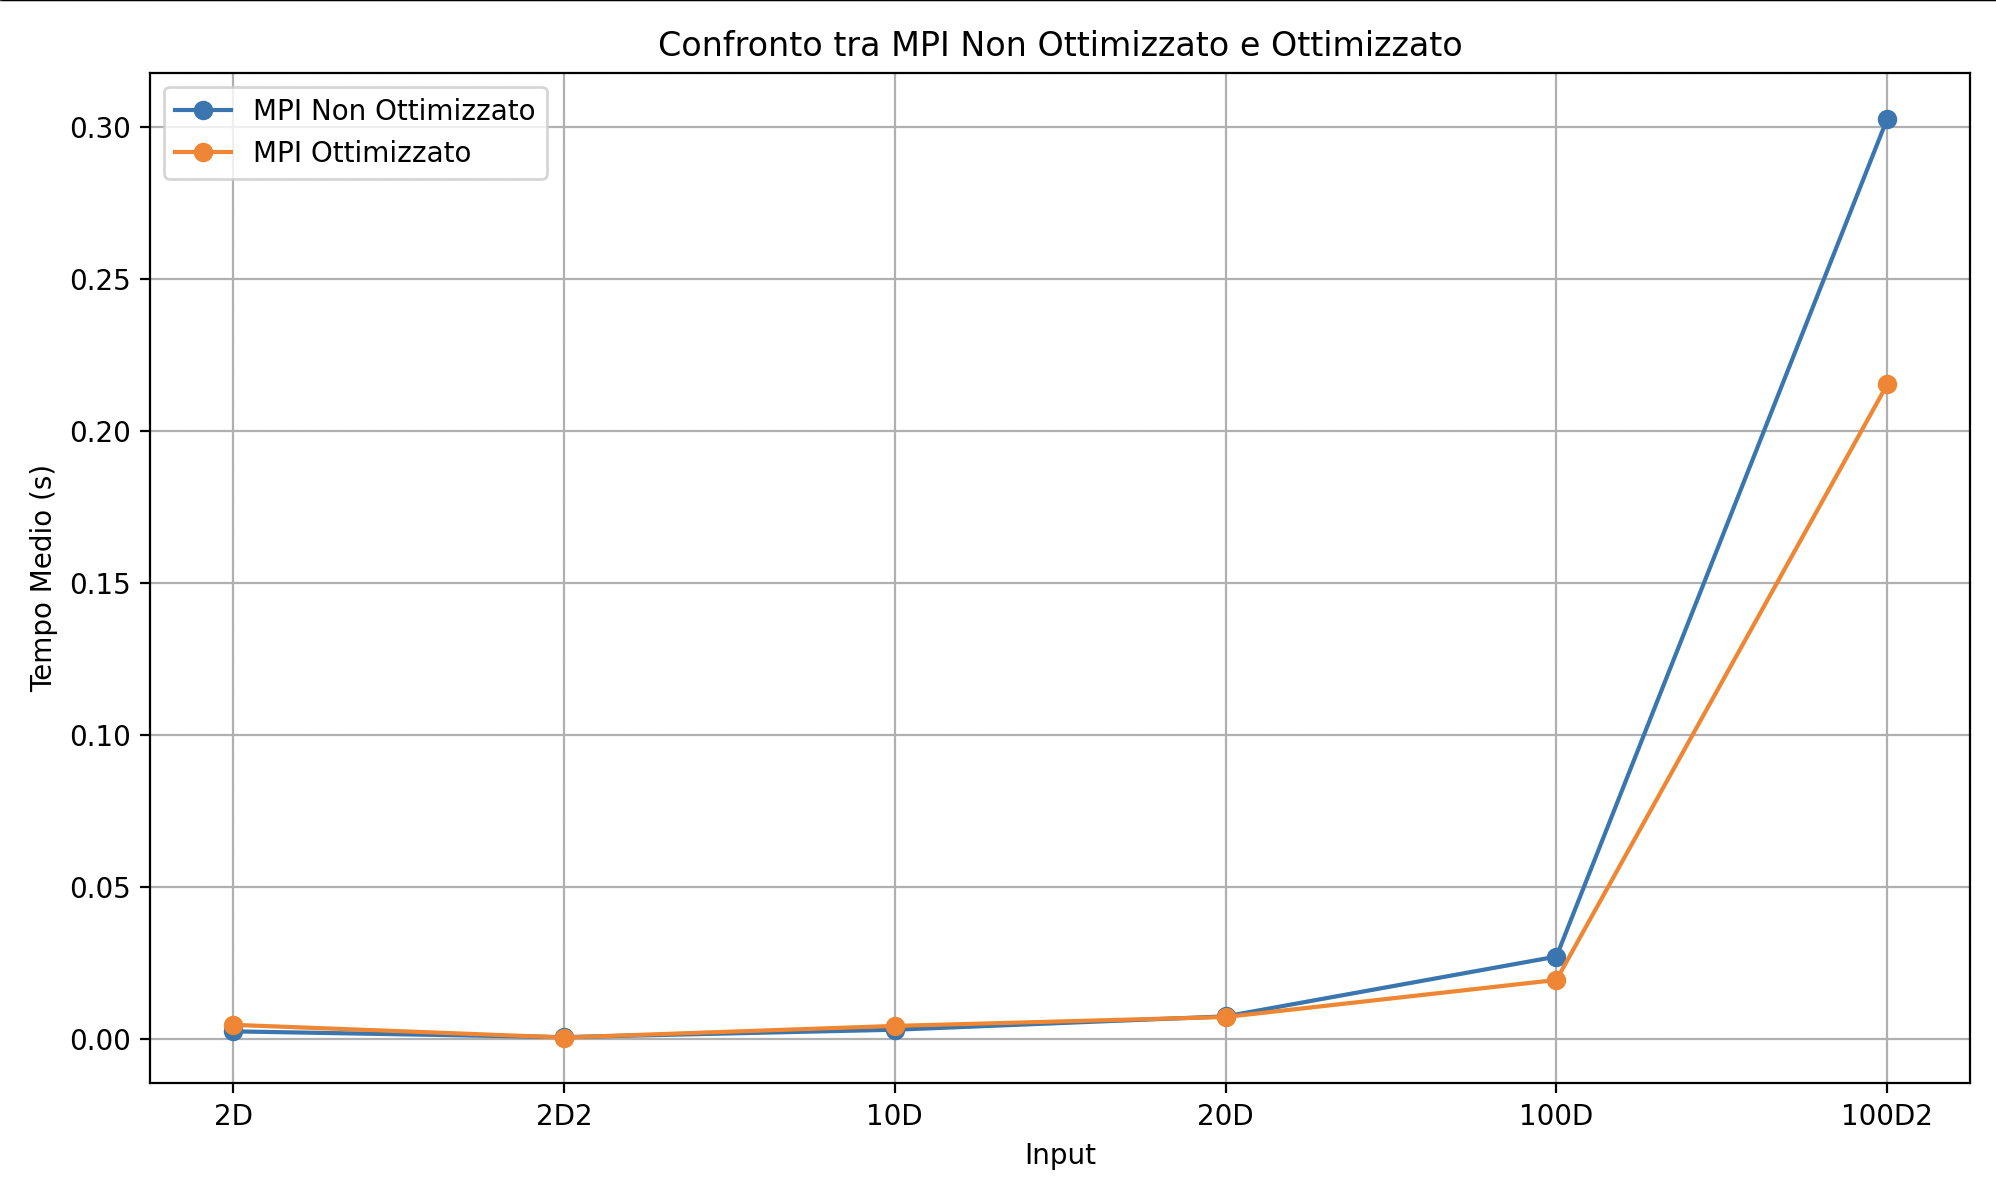 Confronto tra MPI Non Ottimizzato e Ottimizzato
MPI Non Ottimizzato
MPI Ottimizzato
0.30
0.25
0.20
0.15
0.10
0.05
0.00
Tempo Medio (s)
2D 2D2 10D 20D 100D 100D2
Input